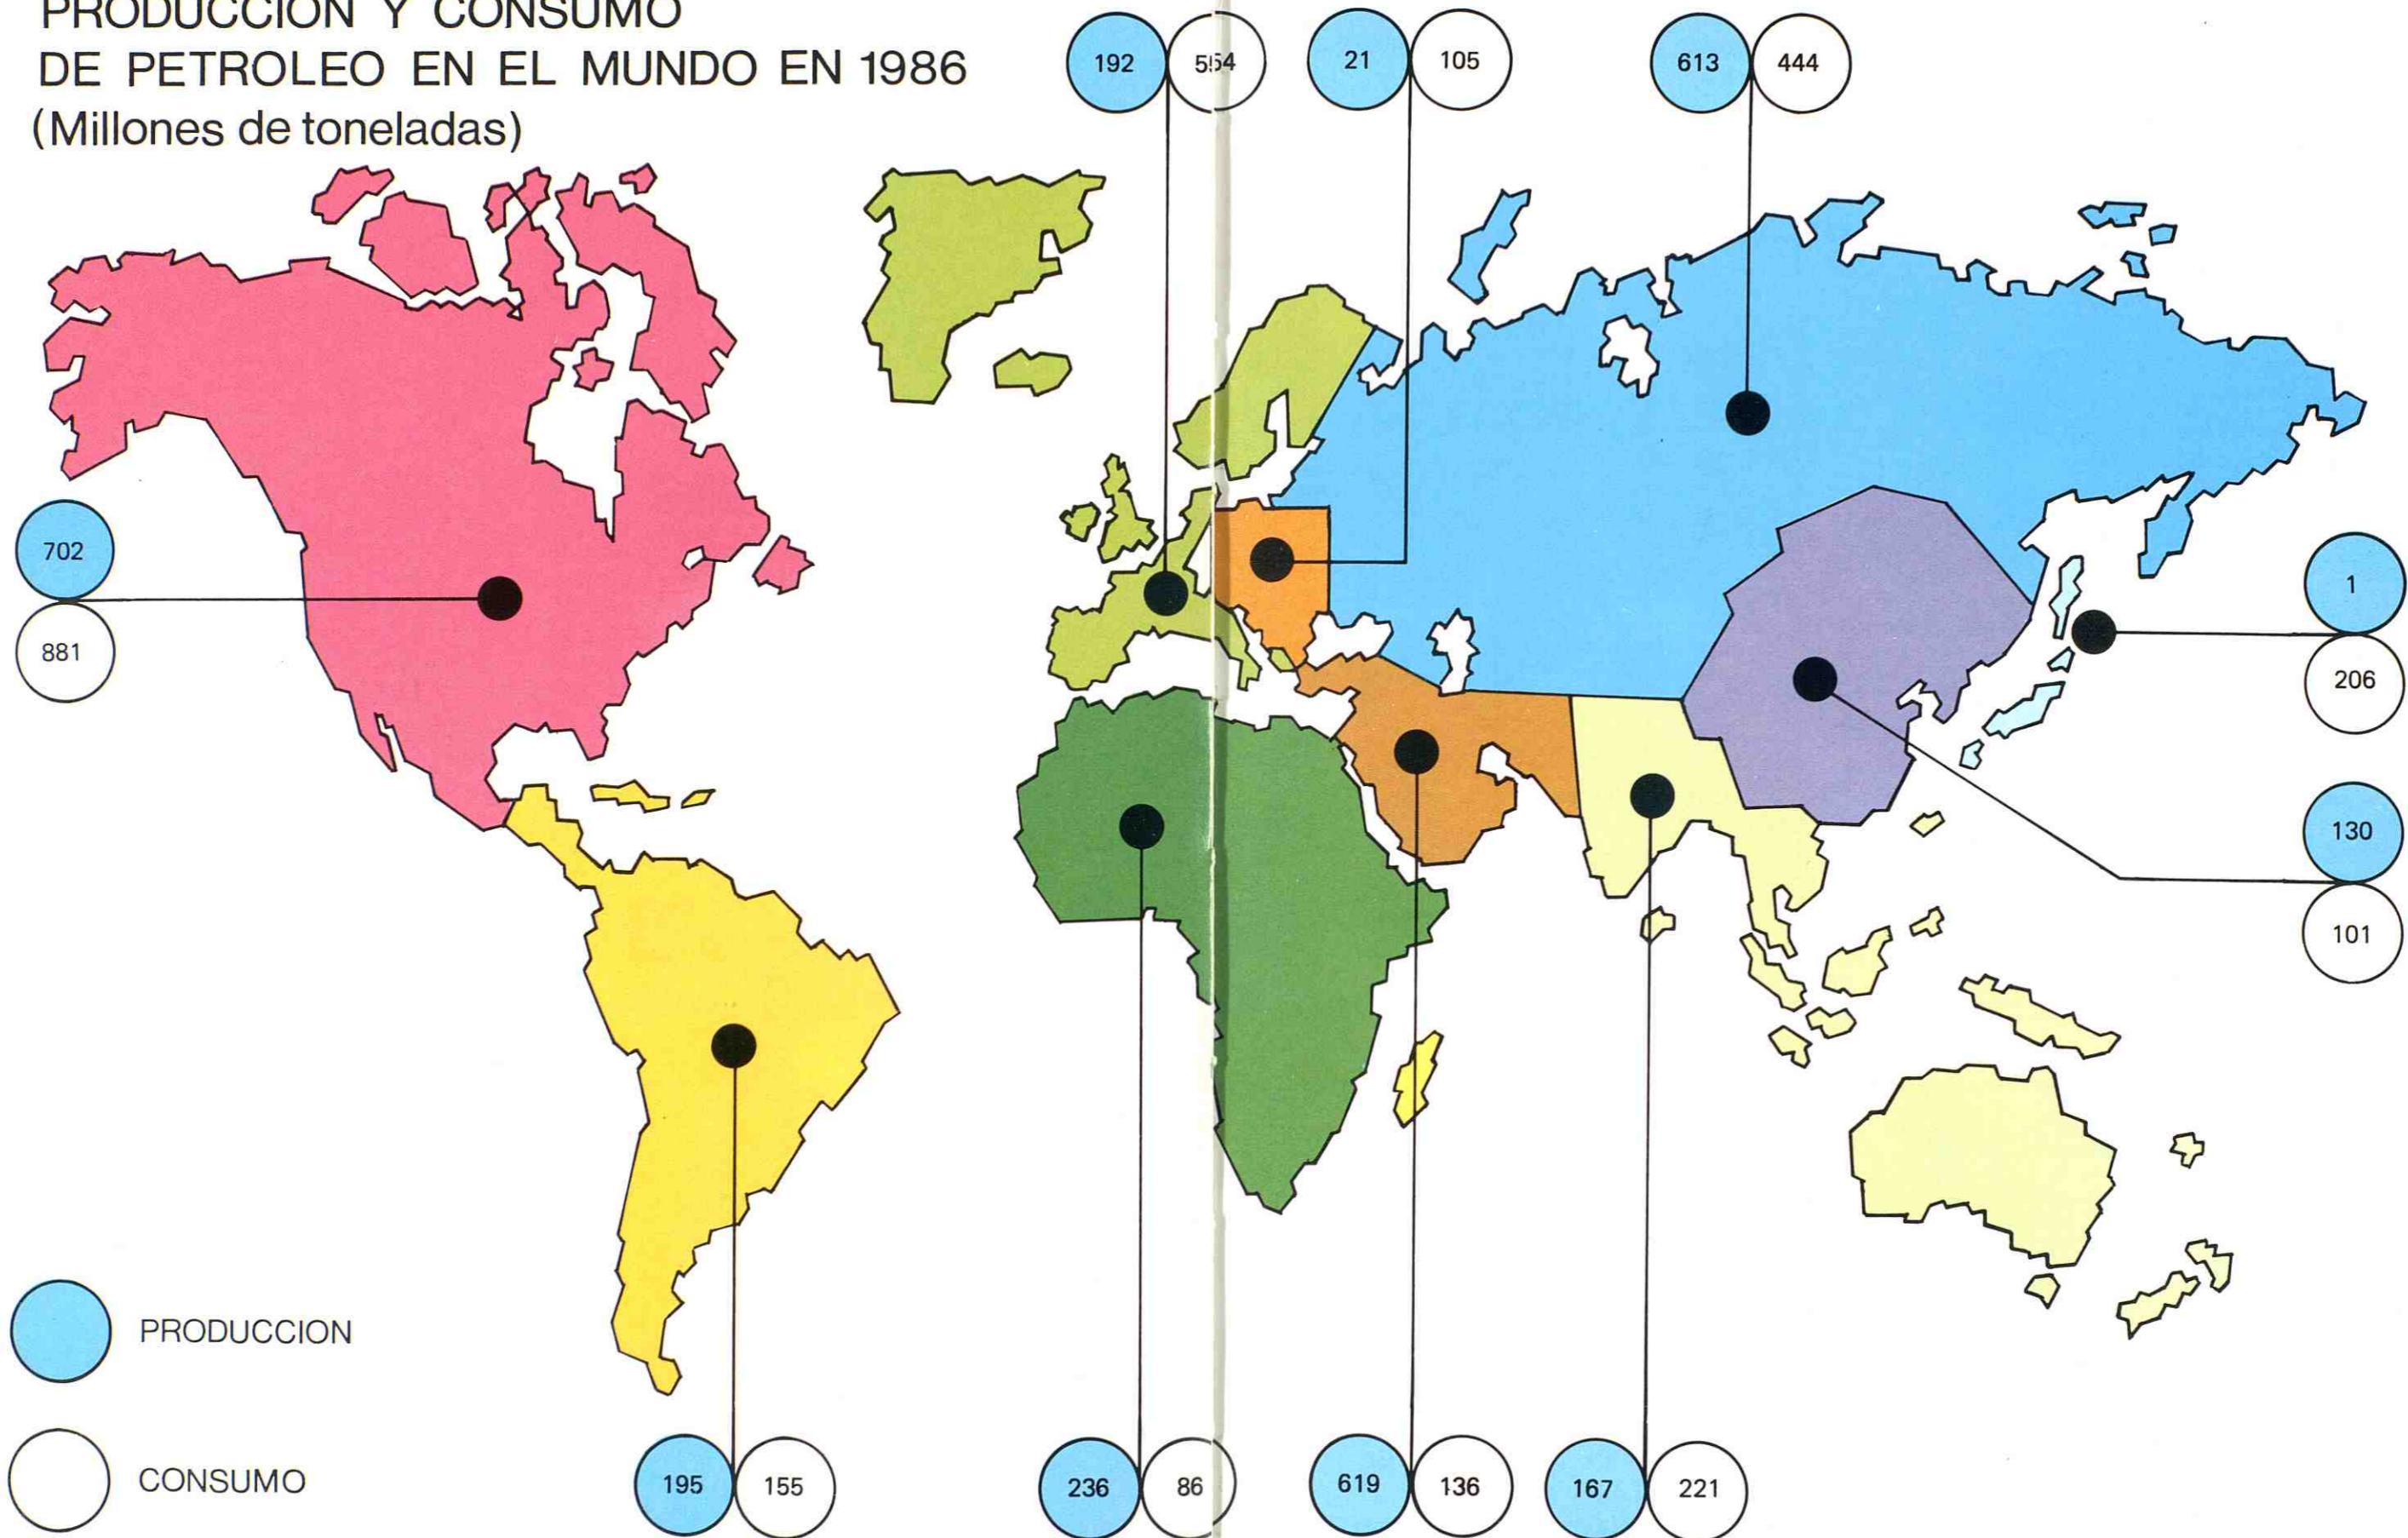 PRODUCCION Y CONSUMO
DE PETROLEO EN EL MUNDO EN 1986
(Millones de toneladas)
192 554 21 105 613 444
702
881
1
206
130
101
PRODUCCION
CONSUMO
195 155 236 86 619 136 167 221